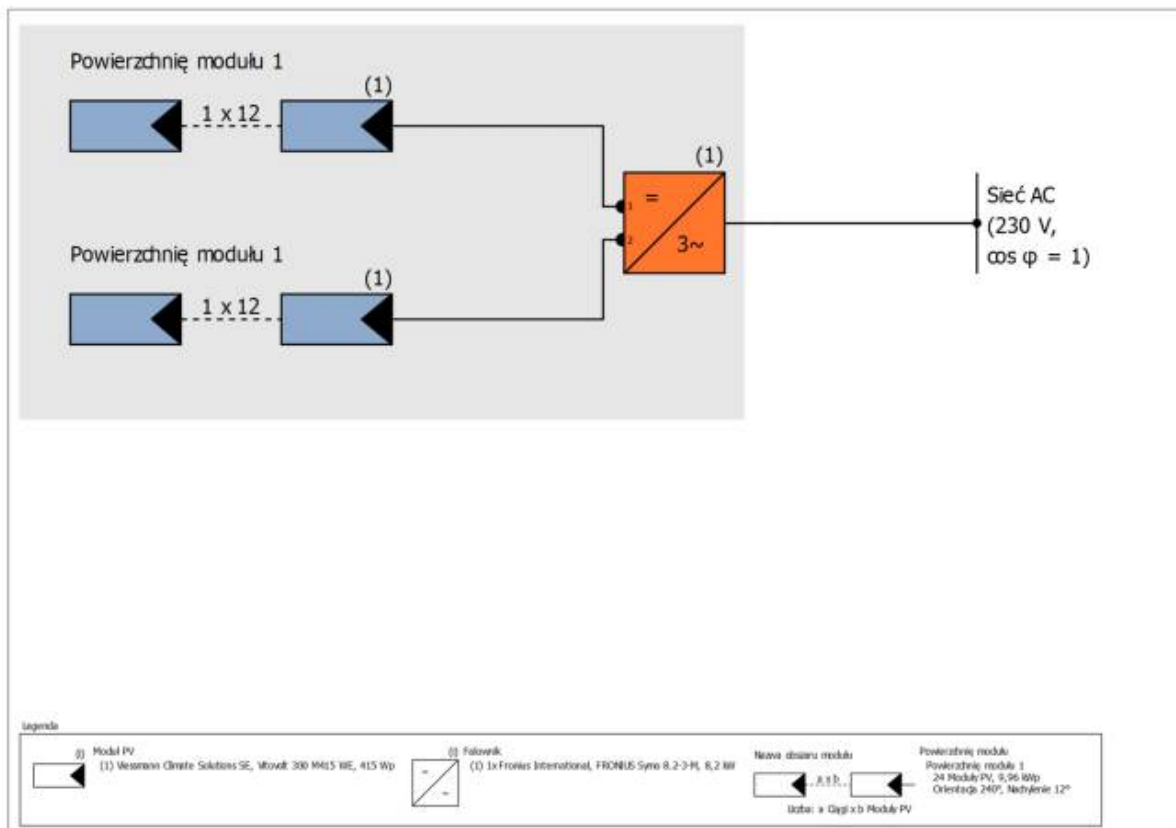 Powierzchnię modułu 1
(1)
1 x 12
(1)
1
=
2
3~
Sieć AC
(230 V,
cos φ = 1)
Powierzchnię modułu 1
(1)
1 x 12
Legenda
(i) Moduł PV
(1) Viessmann Climate Solutions SE, Vitovolt 300 M415 WE, 415 Wp
(i) Falownik
(1) 1x Fronius International, FRONIUS Symo 8.2-3-M, 8,2 kW
Nazwa obszaru modułu
a x b
Liczba: a Ciągi x b Moduły PV
Powierzchnię modułu
Powierzchnię modułu 1
24 Moduły PV, 9,96 kWp
Orientacja 240°, Nachylenie 12°